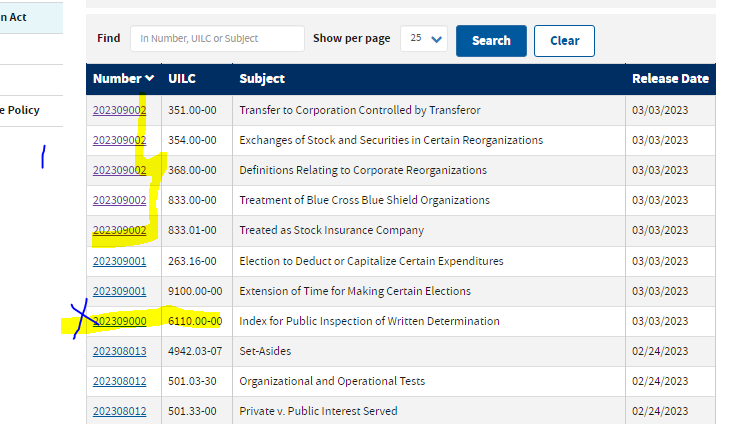 n Act
Find In Number, UILC or Subject Show per page 25 Search Clear
Number UILC Subject Release Date
202309002 351.00-00 Transfer to Corporation Controlled by Transferor 03/03/2023
202309002 354.00-00 Exchanges of Stock and Securities in Certain Reorganizations 03/03/2023
e Policy
202309002 368.00-00 Definitions Relating to Corporate Reorganizations 03/03/2023
202309002 833.00-00 Treatment of Blue Cross Blue Shield Organizations 03/03/2023
202309002 833.01-00 Treated as Stock Insurance Company 03/03/2023
202309001 263.16-00 Election to Deduct or Capitalize Certain Expenditures 03/03/2023
202309001 9100.00-00 Extension of Time for Making Certain Elections 03/03/2023
202309000 6110.00-00 Index for Public Inspection of Written Determination 03/03/2023
202308013 4942.03-07 Set-Asides 02/24/2023
202308012 501.03-30 Organizational and Operational Tests 02/24/2023
202308012 501.33-00 Private v. Public Interest Served 02/24/2023